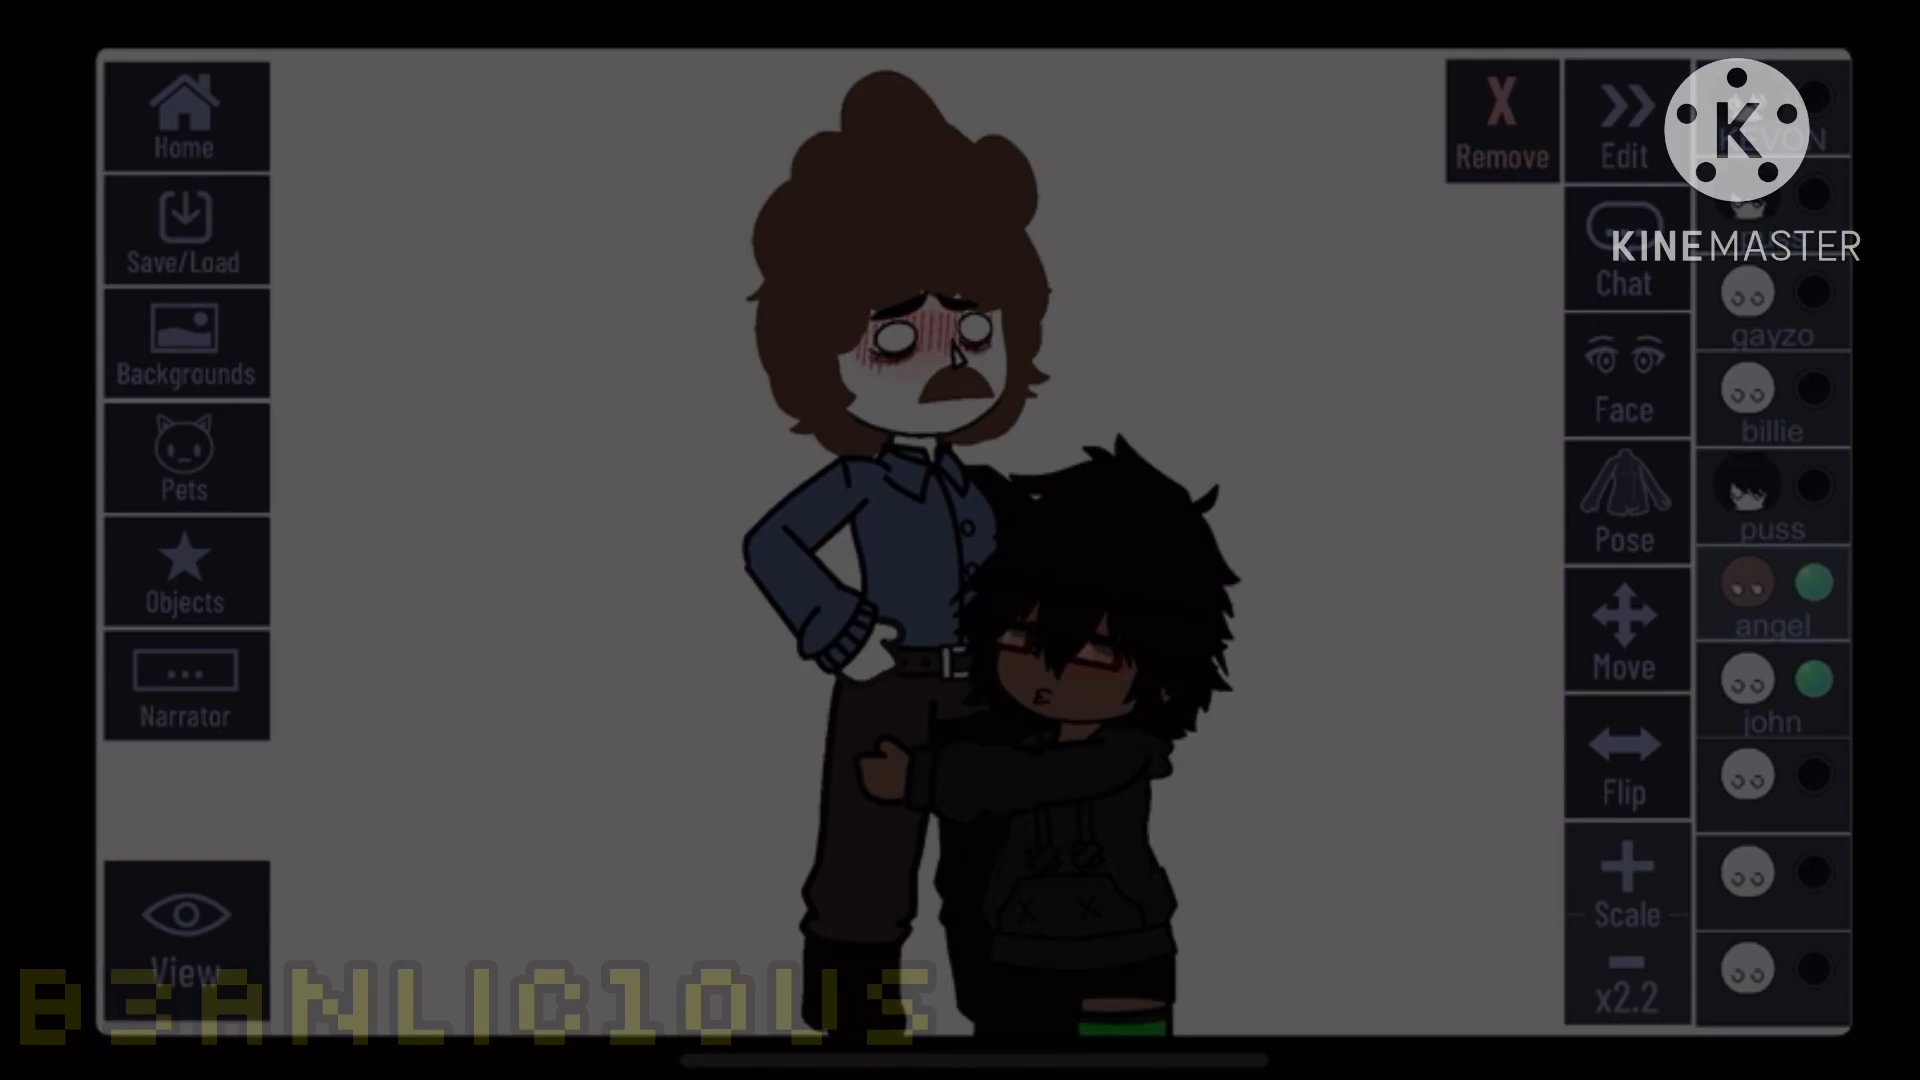 Home
Save/Load
Backgrounds
Pets
Objects
Narrator
View
X
Remove
Edit
Chat
Face
Pose
Move
Flip
Scale
x2.2
KEVON
gayzo
billie
puss
angel
john
K
KINEMASTER
B3ANLIC1OUS